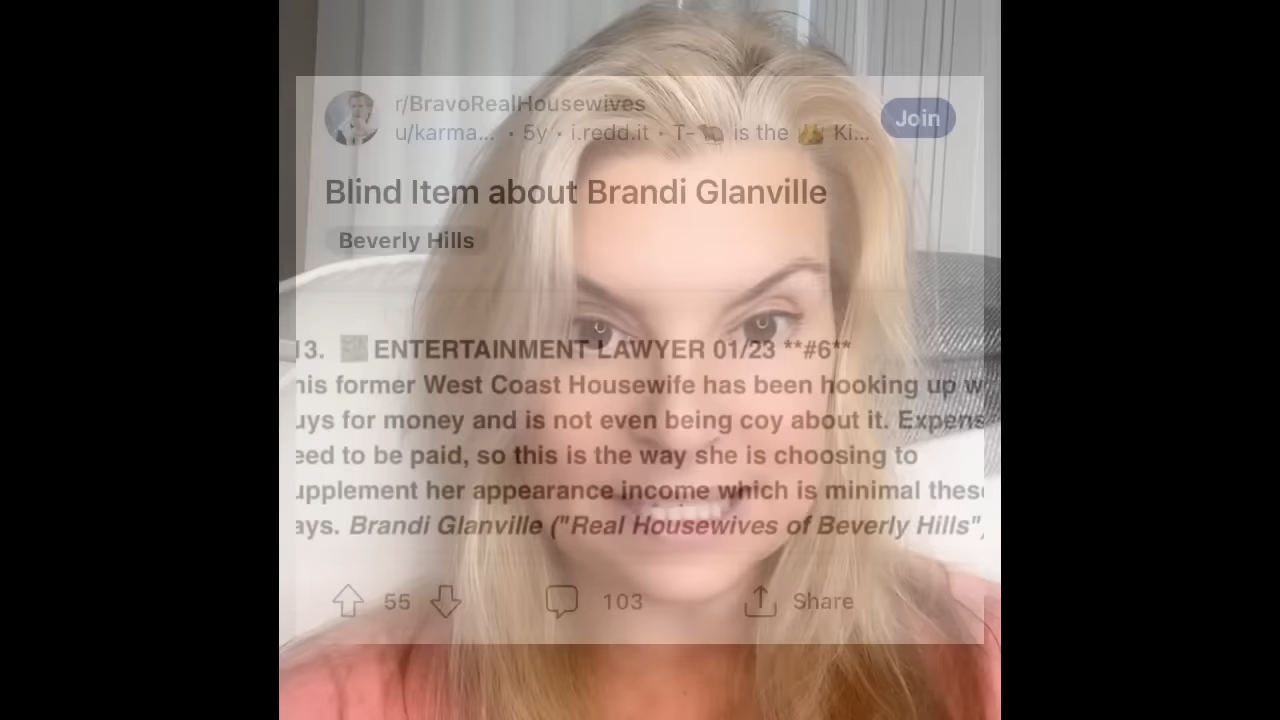 r/BravoRealHousewives
u/karma... · 5y · i.redd.it · T- is the Ki...
Join
Blind Item about Brandi Glanville
Beverly Hills
13. ENTERTAINMENT LAWYER 01/23 **#6**
his former West Coast Housewife has been hooking up w
uys for money and is not even being coy about it. Expens
eed to be paid, so this is the way she is choosing to
upplement her appearance income which is minimal these
ays. Brandi Glanville ("Real Housewives of Beverly Hills")
55 103 Share